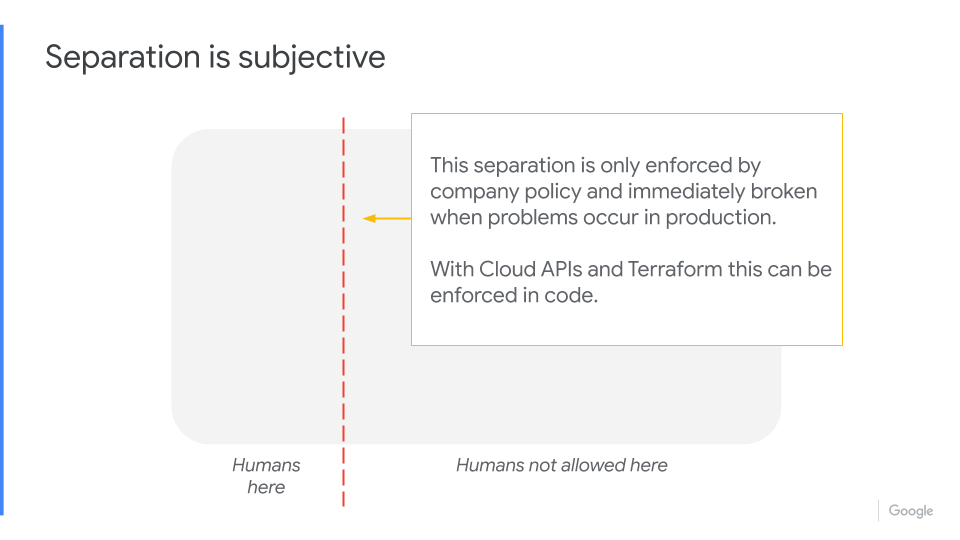 Separation is subjective
This separation is only enforced by
company policy and immediately broken
when problems occur in production.
With Cloud APIs and Terraform this can be
enforced in code.
Humans
here
Humans not allowed here
Google